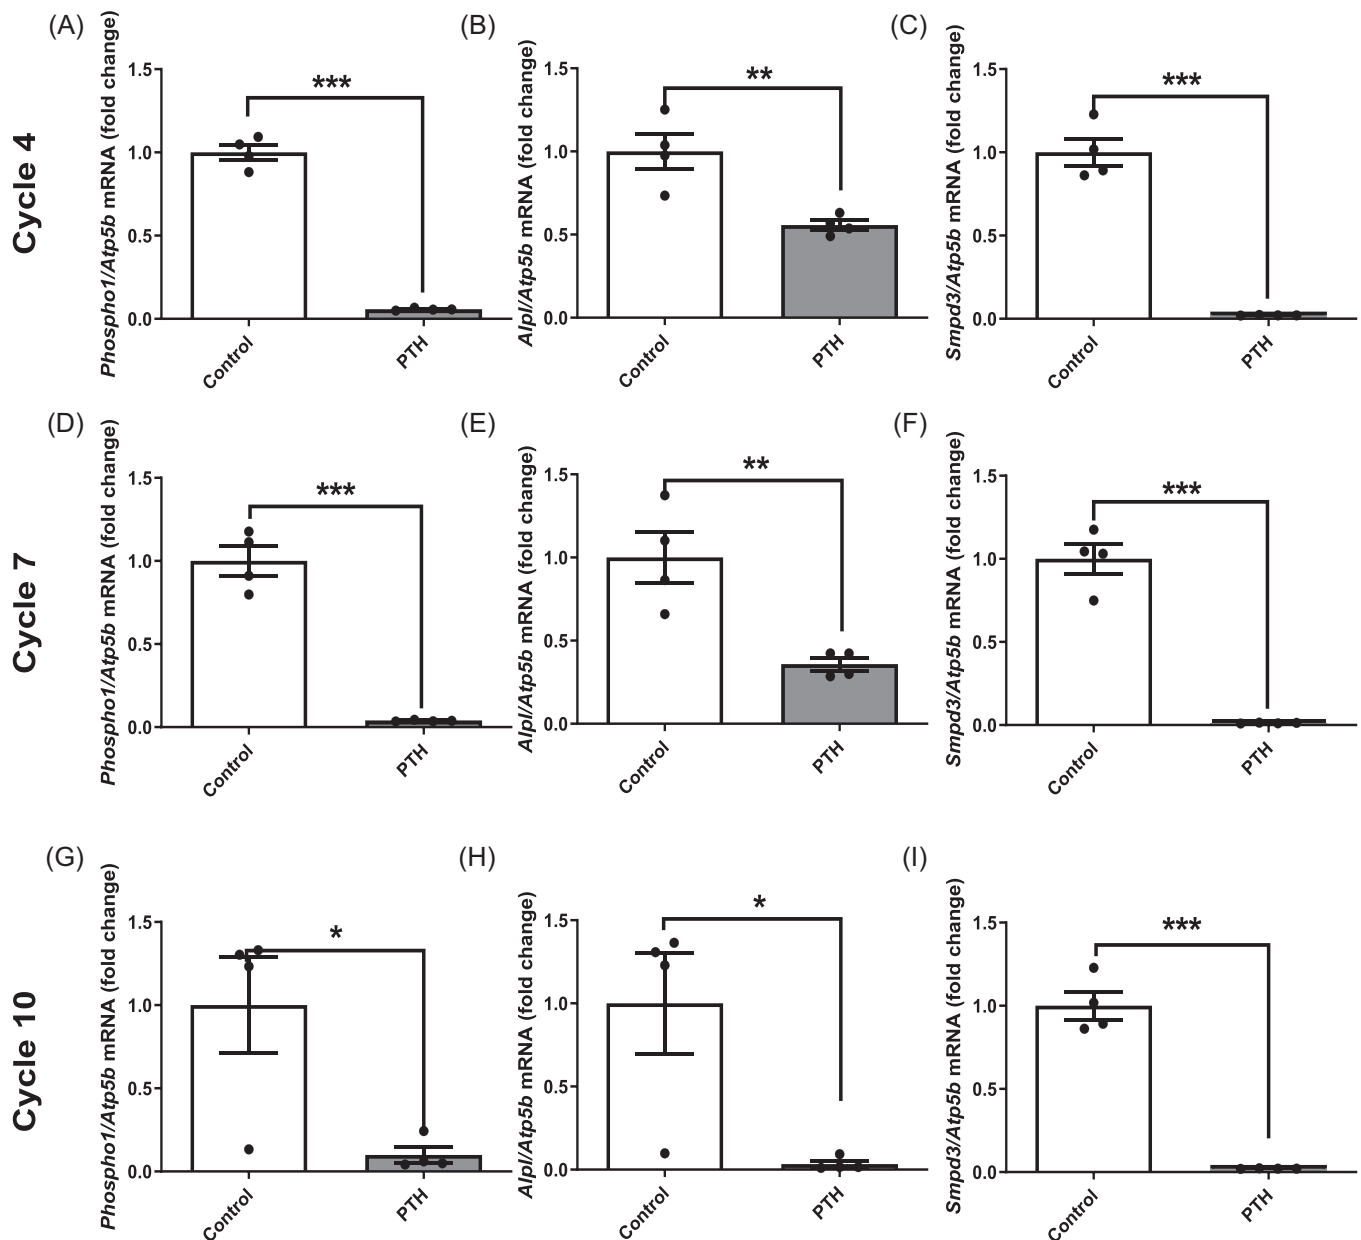 (A)
(B)
(C)
Cycle 4
Phospho1/Atp5b mRNA (fold change)
1.5
1.0
0.5
0.0
***
Control
PTH
Alpl/Atp5b mRNA (fold change)
1.5
1.0
0.5
0.0
**
Control
PTH
Smpd3/Atp5b mRNA (fold change)
1.5
1.0
0.5
0.0
***
Control
PTH
(D)
(E)
(F)
Cycle 7
Phospho1/Atp5b mRNA (fold change)
1.5
1.0
0.5
0.0
***
Control
PTH
Alpl/Atp5b mRNA (fold change)
1.5
1.0
0.5
0.0
**
Control
PTH
Smpd3/Atp5b mRNA (fold change)
1.5
1.0
0.5
0.0
***
Control
PTH
(G)
(H)
(I)
Cycle 10
Phospho1/Atp5b mRNA (fold change)
1.5
1.0
0.5
0.0
*
Control
PTH
Alpl/Atp5b mRNA (fold change)
1.5
1.0
0.5
0.0
*
Control
PTH
Smpd3/Atp5b mRNA (fold change)
1.5
1.0
0.5
0.0
***
Control
PTH